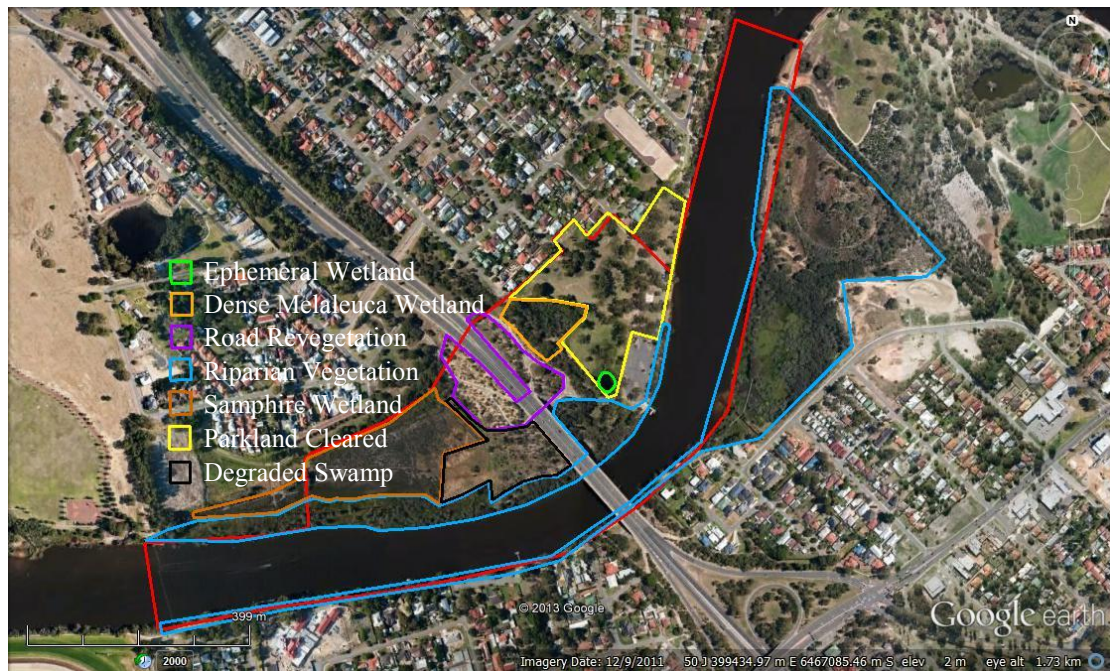 N
Ephemeral Wetland
Dense Melaleuca Wetland
Road Revegetation
Riparian Vegetation
Samphire Wetland
Parkland Cleared
Degraded Swamp
© 2013 Google
Google earth
399 m
2000
Imagery Date: 12/9/2011 50 J 399434.97 m E 6467085.46 m S elev 2 m eye alt 1.73 km